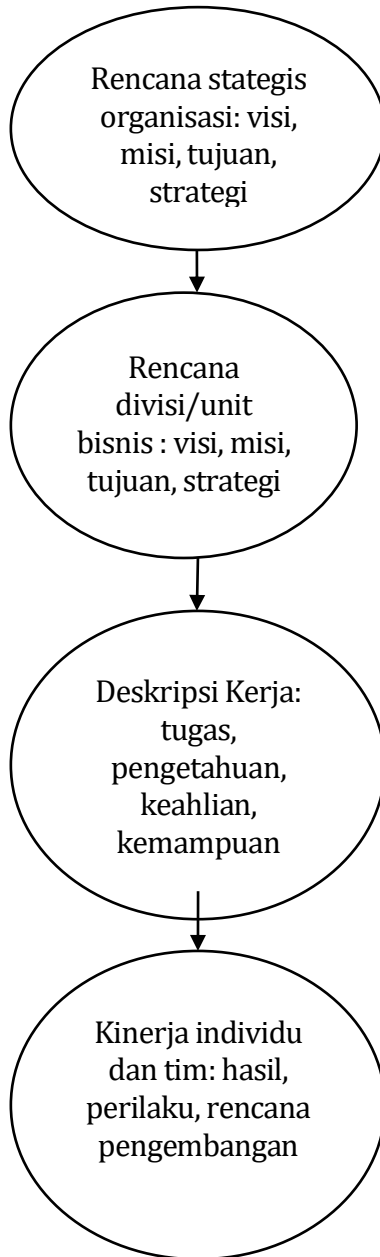 Rencana stategis
organisasi: visi,
misi, tujuan,
strategi
Rencana
divisi/unit
bisnis : visi, misi,
tujuan, strategi
Deskripsi Kerja:
tugas,
pengetahuan,
keahlian,
kemampuan
Kinerja individu
dan tim: hasil,
perilaku, rencana
pengembangan